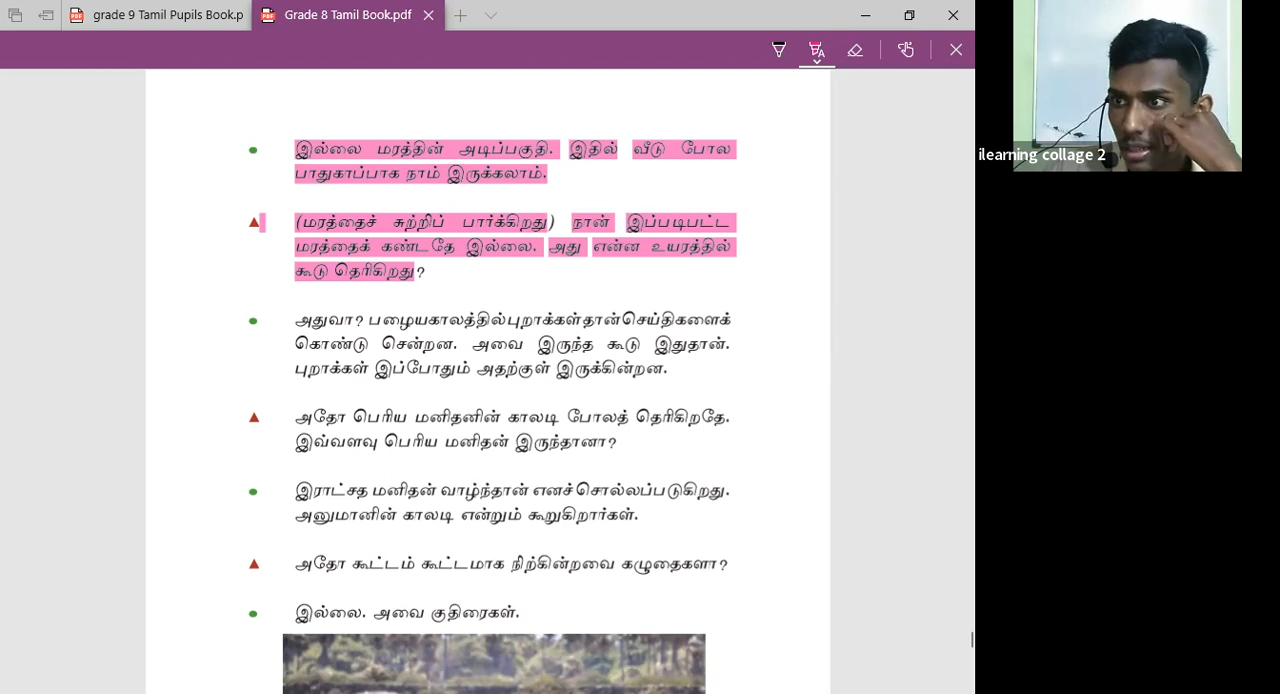 grade 9 Tamil Pupils Book.p
Grade 8 Tamil Book.pdf
இல்லை மரத்தின் அடிப்பகுதி. இதில் வீடு போல
பாதுகாப்பாக நாம் இருக்கலாம்.
(மரத்தைச் சுற்றிப் பார்க்கிறது) நான் இப்படிபட்ட
மரத்தைக் கண்டதே இல்லை. அது என்ன உயரத்தில்
கூடு தெரிகிறது?
அதுவா? பழையகாலத்தில்புறாக்கள்தான்செய்திகளைக்
கொண்டு சென்றன. அவை இருந்த கூடு இதுதான்.
புறாக்கள் இப்போதும் அதற்குள் இருக்கின்றன.
அதோ பெரிய மனிதனின் காலடி போலத் தெரிகிறதே.
இவ்வளவு பெரிய மனிதன் இருந்தானா?
இராட்சத மனிதன் வாழ்ந்தான் எனச்சொல்லப்படுகிறது.
அனுமானின் காலடி என்றும் கூறுகிறார்கள்.
அதோ கூட்டம் கூட்டமாக நிற்கின்றவை கழுதைகளா?
இல்லை. அவை குதிரைகள்.
ilearning collage 2